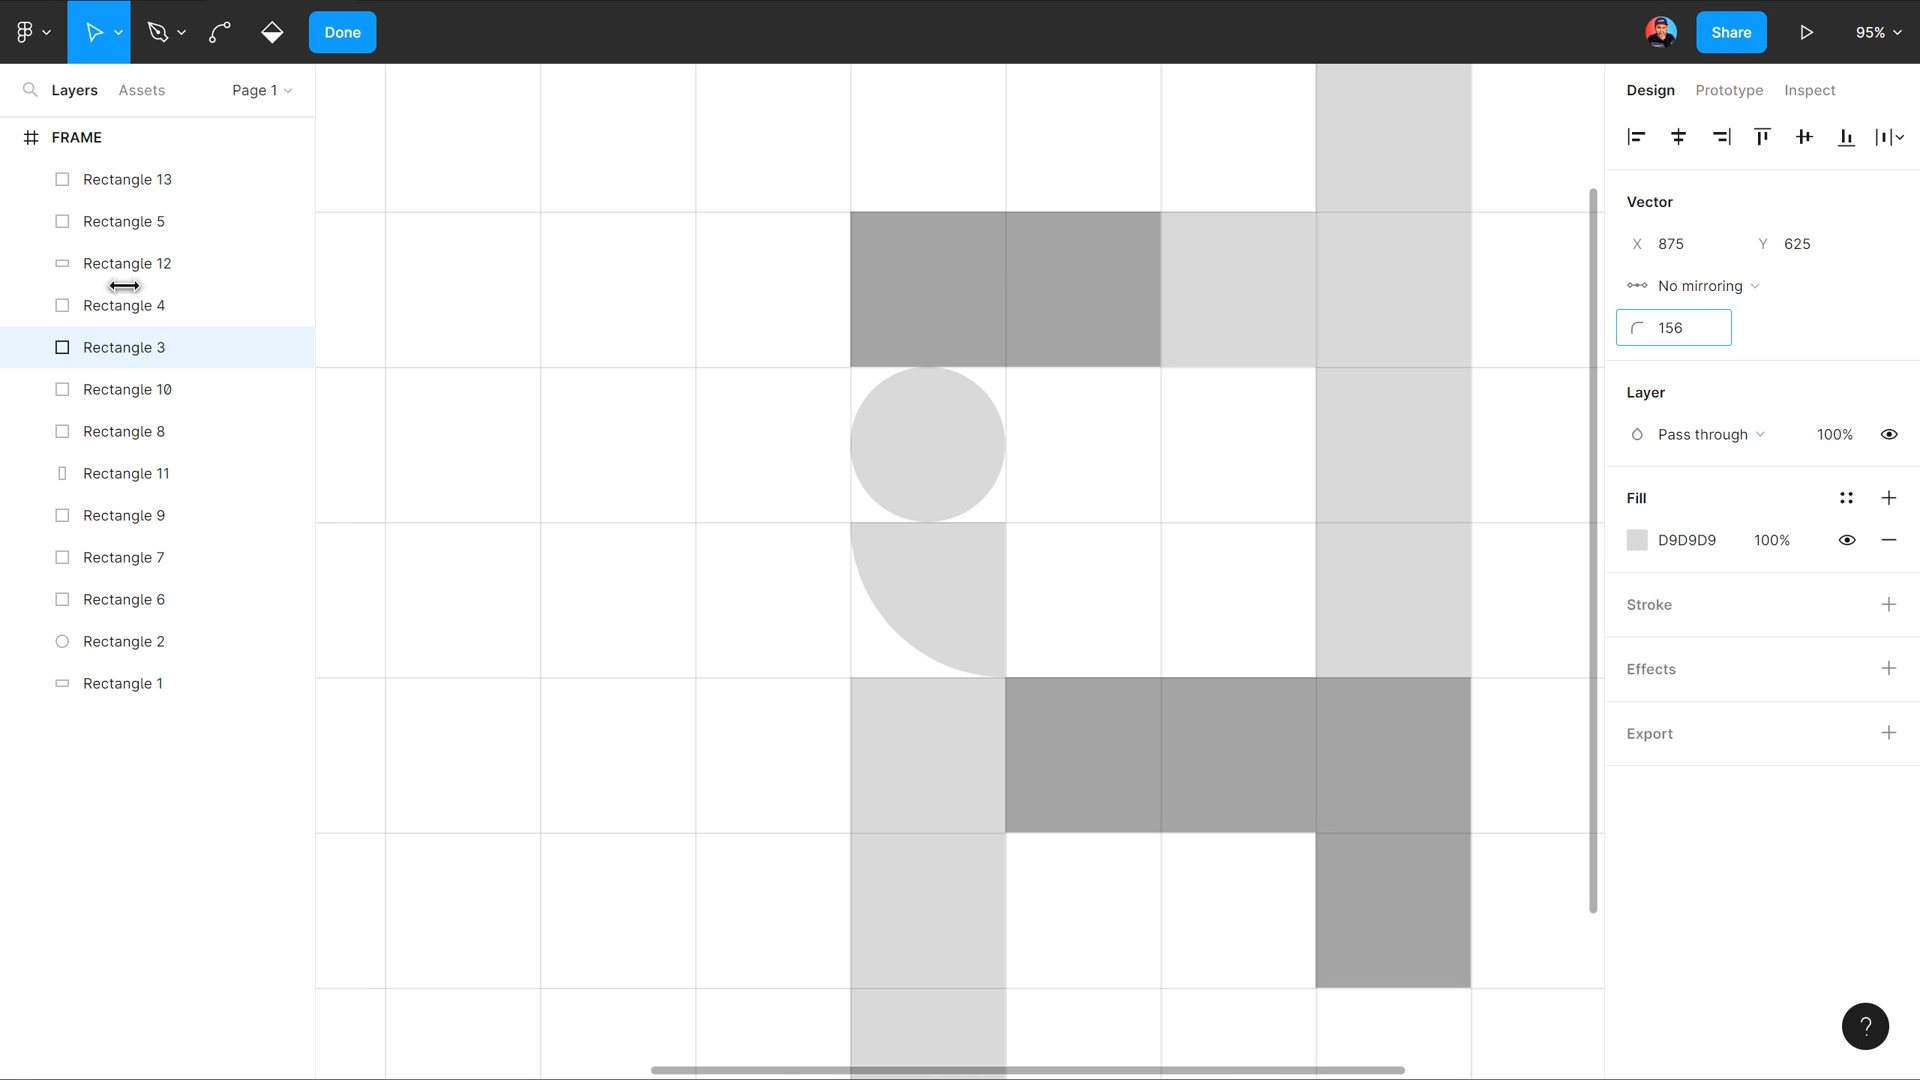 Done
Share
95%
Layers Assets Page 1
Design Prototype Inspect
FRAME
Rectangle 13
Rectangle 5
Rectangle 12
Rectangle 4
Rectangle 3
Rectangle 10
Rectangle 8
Rectangle 11
Rectangle 9
Rectangle 7
Rectangle 6
Rectangle 2
Rectangle 1
Vector
X 875 Y 625
No mirroring
156
Layer
Pass through 100%
Fill
D9D9D9 100%
Stroke
Effects
Export
?